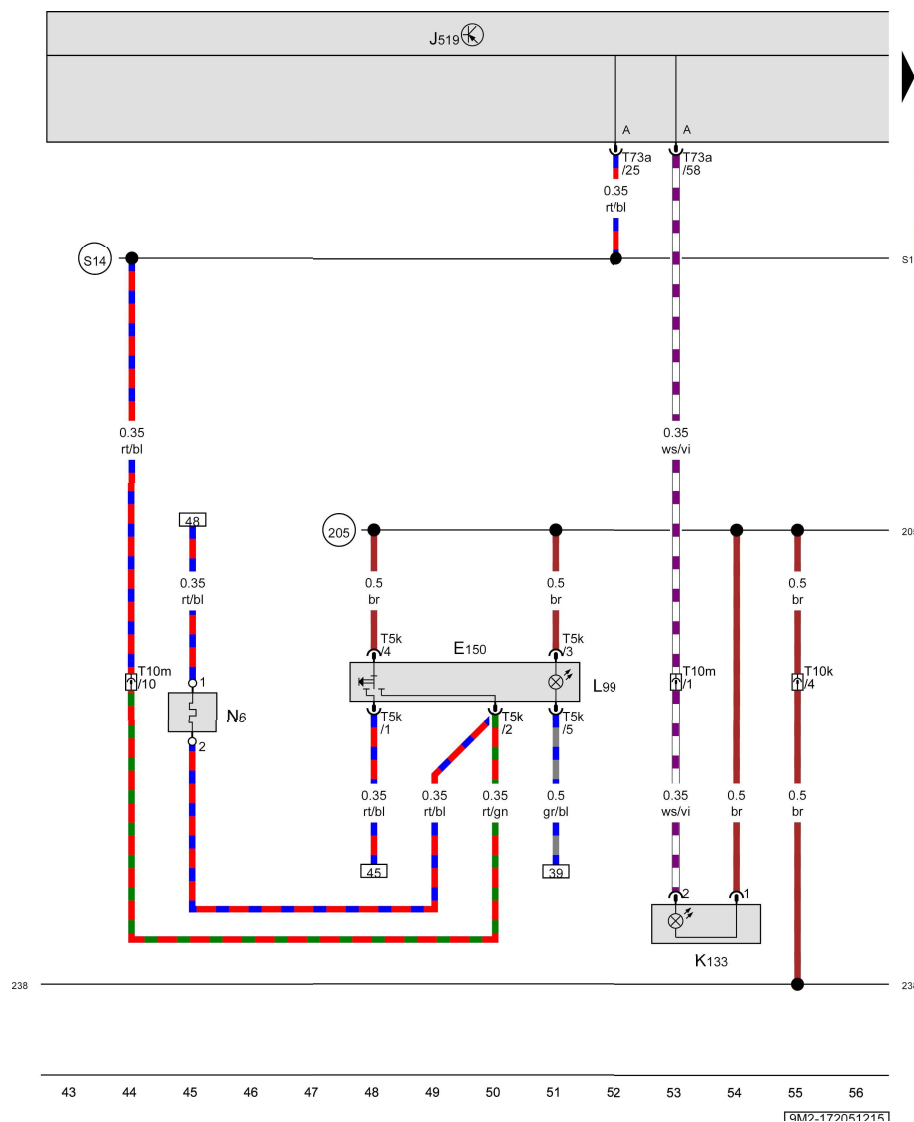 J519
A
A
T73a
/25
T73a
/58
0.35
rt/bl
S14
S1
0.35
rt/bl
0.35
ws/vi
48
205
205
0.35
rt/bl
0.5
br
0.5
br
0.5
br
T5k
/4
E150
T5k
/3
T10m
/10
1
N6
2
L99
T10m
/1
T10k
/4
T5k
/1
T5k
/2
T5k
/5
0.35
rt/bl
0.35
rt/bl
0.35
rt/gn
0.5
gr/bl
0.35
ws/vi
0.5
br
0.5
br
45
39
2
1
K133
238
238
43 44 45 46 47 48 49 50 51 52 53 54 55 56
9M2-172051215